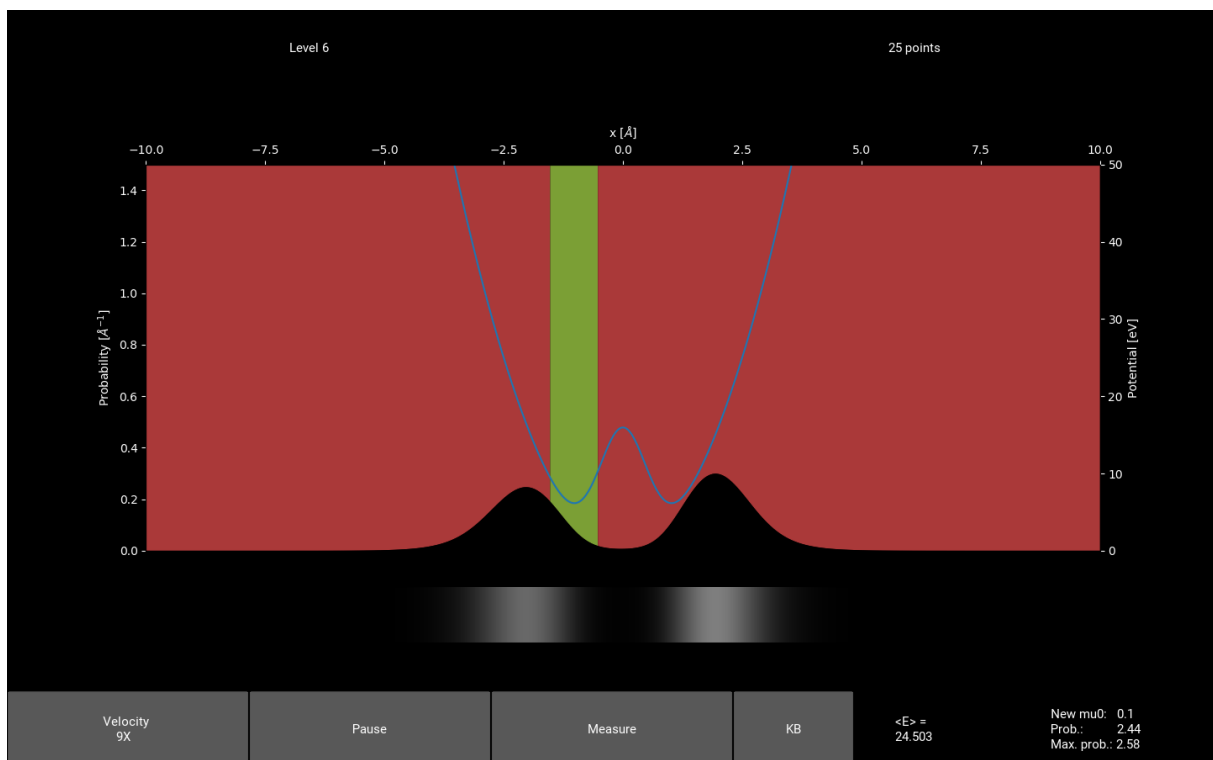 Level 6
25 points
x [Å]
−10.0 −7.5 −5.0 −2.5 0.0 2.5 5.0 7.5 10.0
1.4
1.2
1.0
0.8
0.6
0.4
0.2
0.0
Probability [Å⁻¹]
50
40
30
20
10
0
Potential [eV]
Velocity
9X
Pause
Measure
KB
<E> =
24.503
New mu0: 0.1
Prob.: 2.44
Max. prob.: 2.58